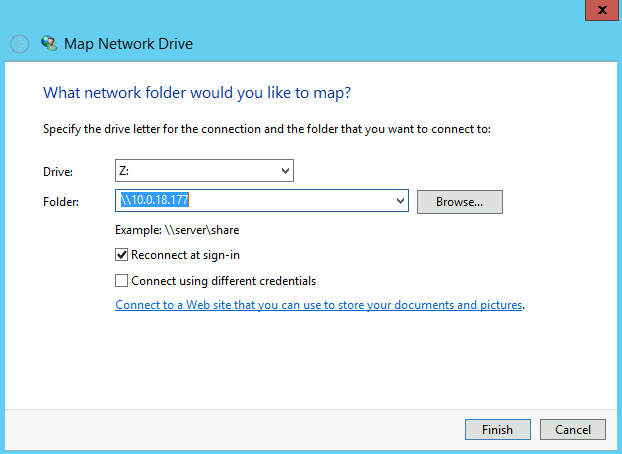 x
Map Network Drive
What network folder would you like to map?
Specify the drive letter for the connection and the folder that you want to connect to:
Drive: Z:
Folder: \\10.0.18.177 Browse...
Example: \\server\share
Reconnect at sign-in
Connect using different credentials
Connect to a Web site that you can use to store your documents and pictures.
Finish Cancel